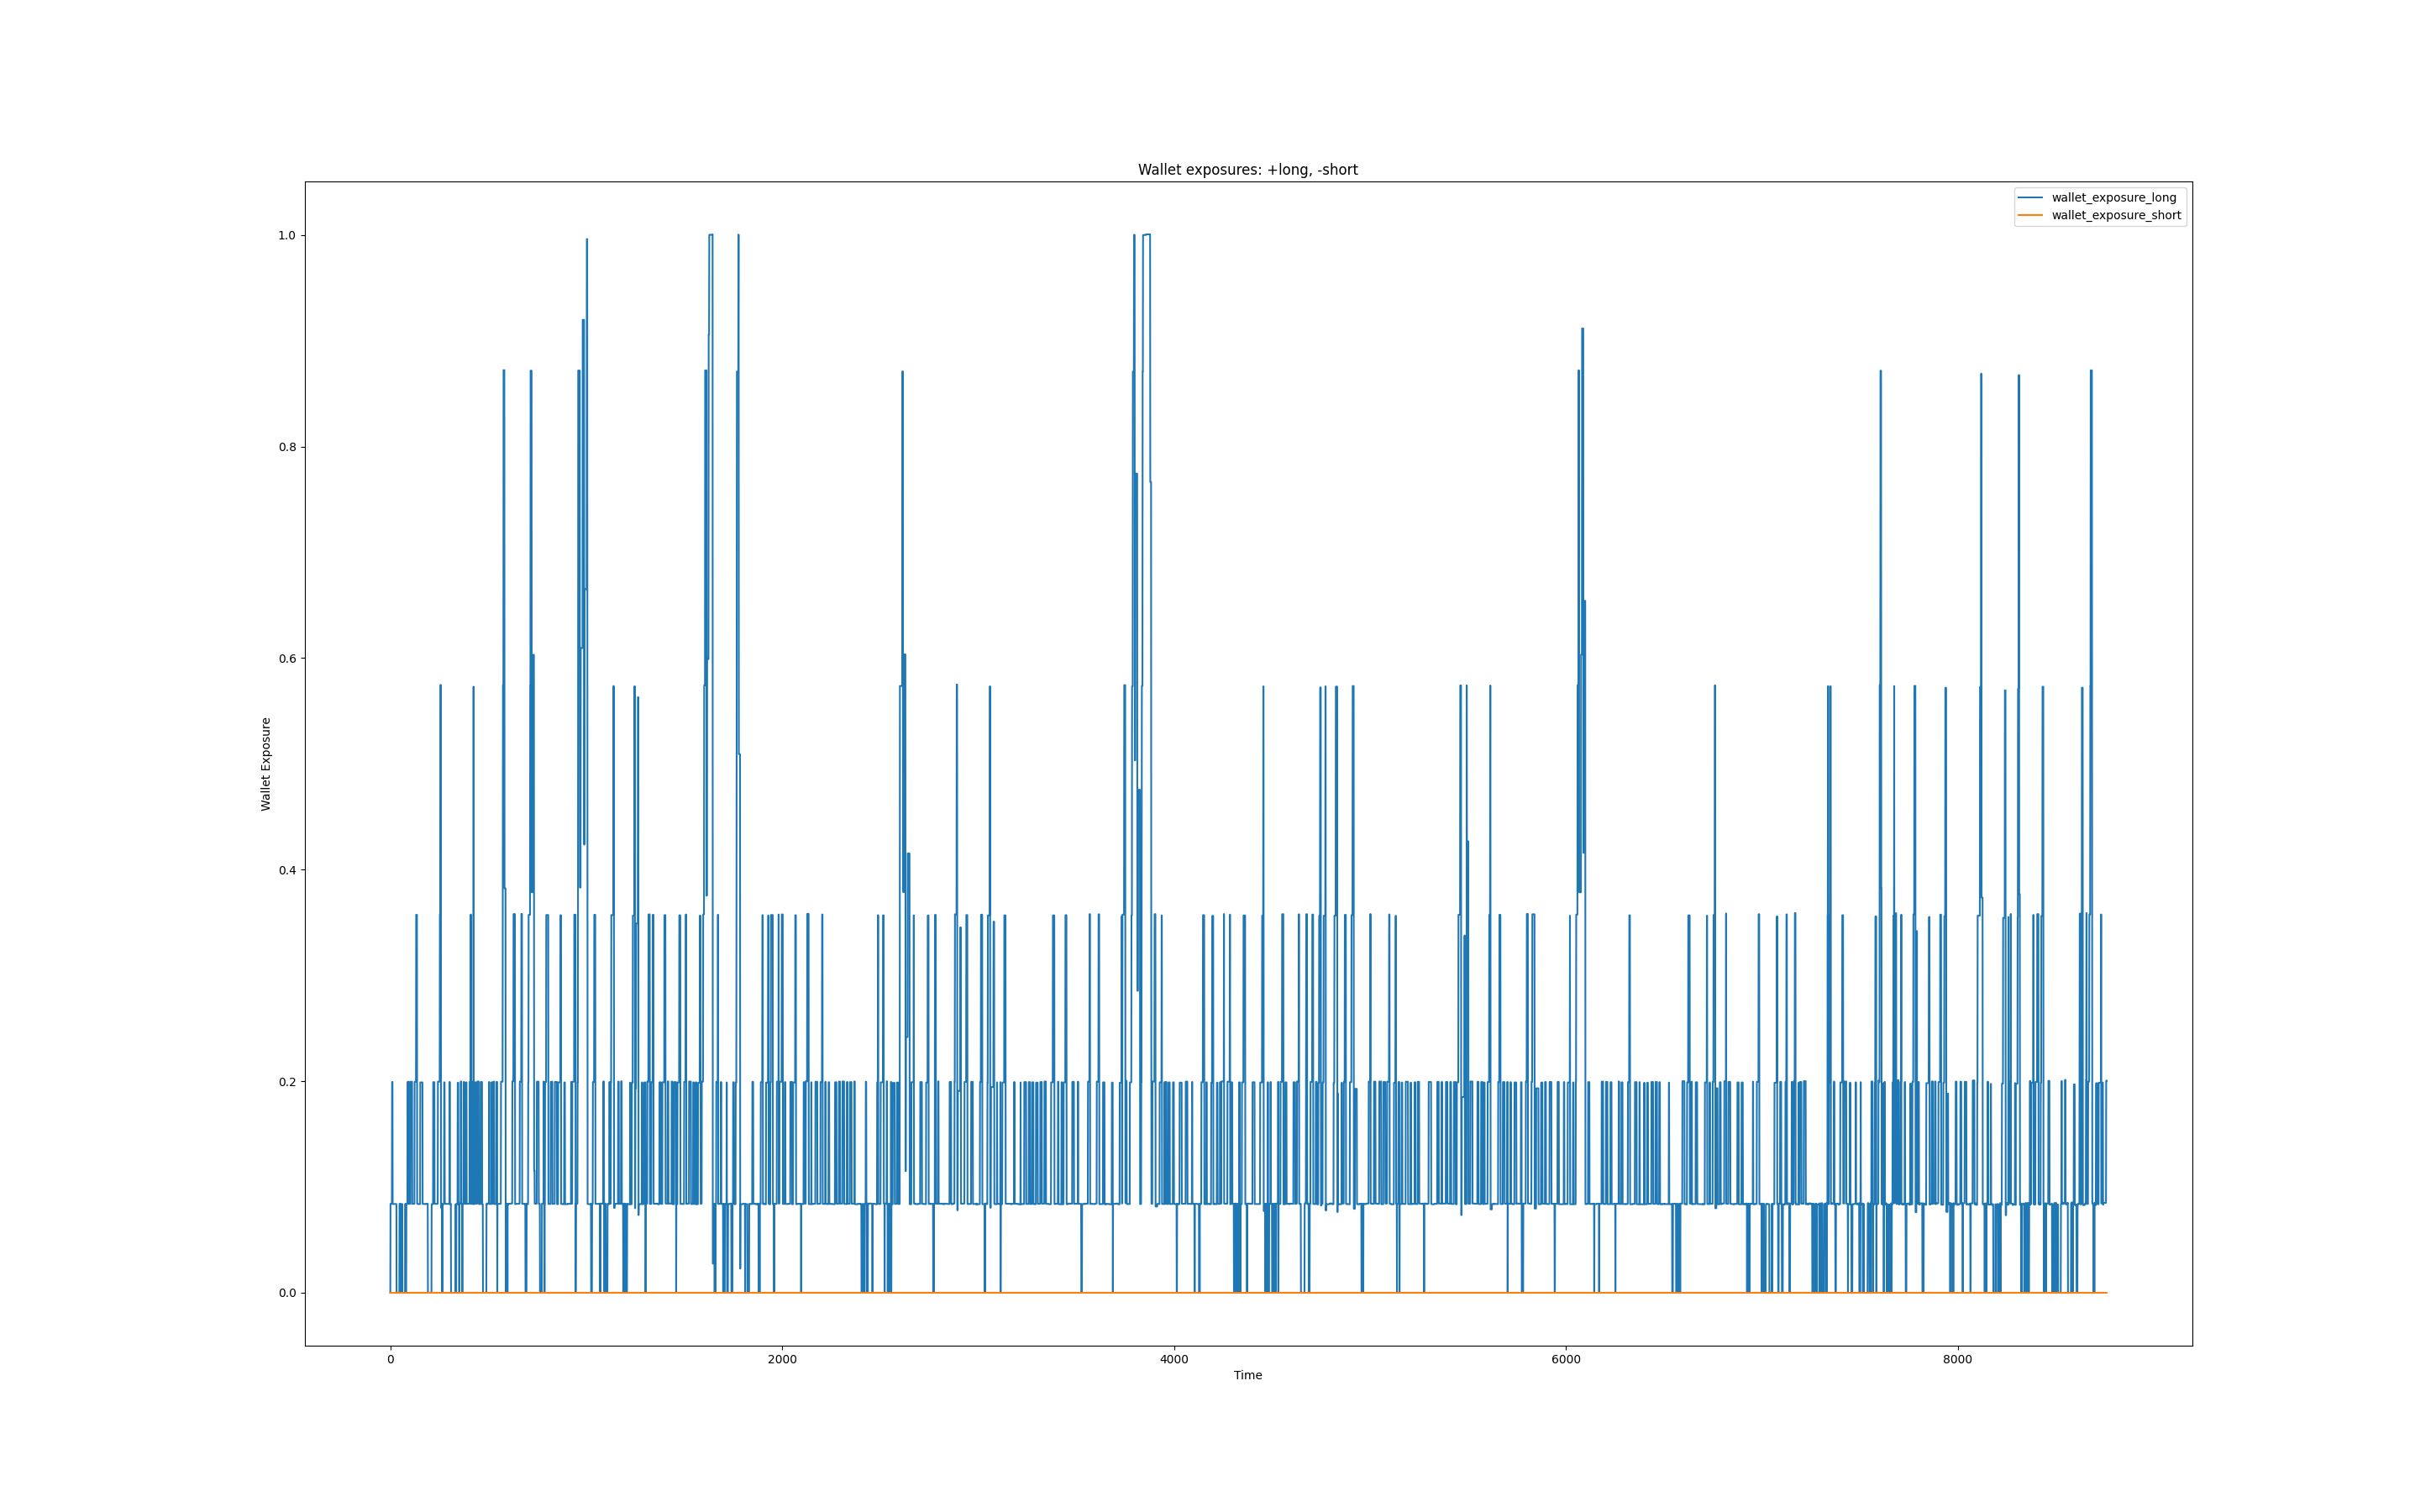 Wallet exposures: +long, -short
wallet_exposure_long
wallet_exposure_short
1.0
0.8
0.6
0.4
0.2
0.0
Wallet Exposure
0 2000 4000 6000 8000
Time